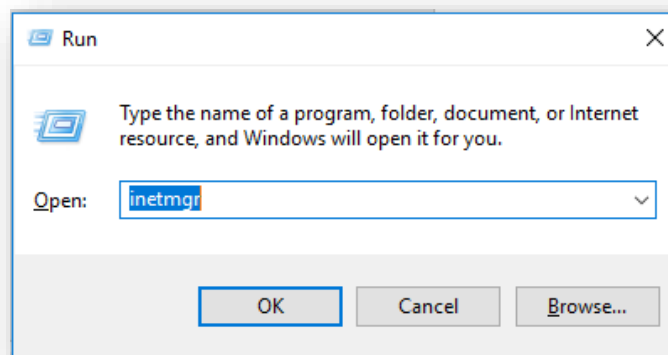 Run
Type the name of a program, folder, document, or Internet
resource, and Windows will open it for you.
Open: inetmgr
OK Cancel Browse...